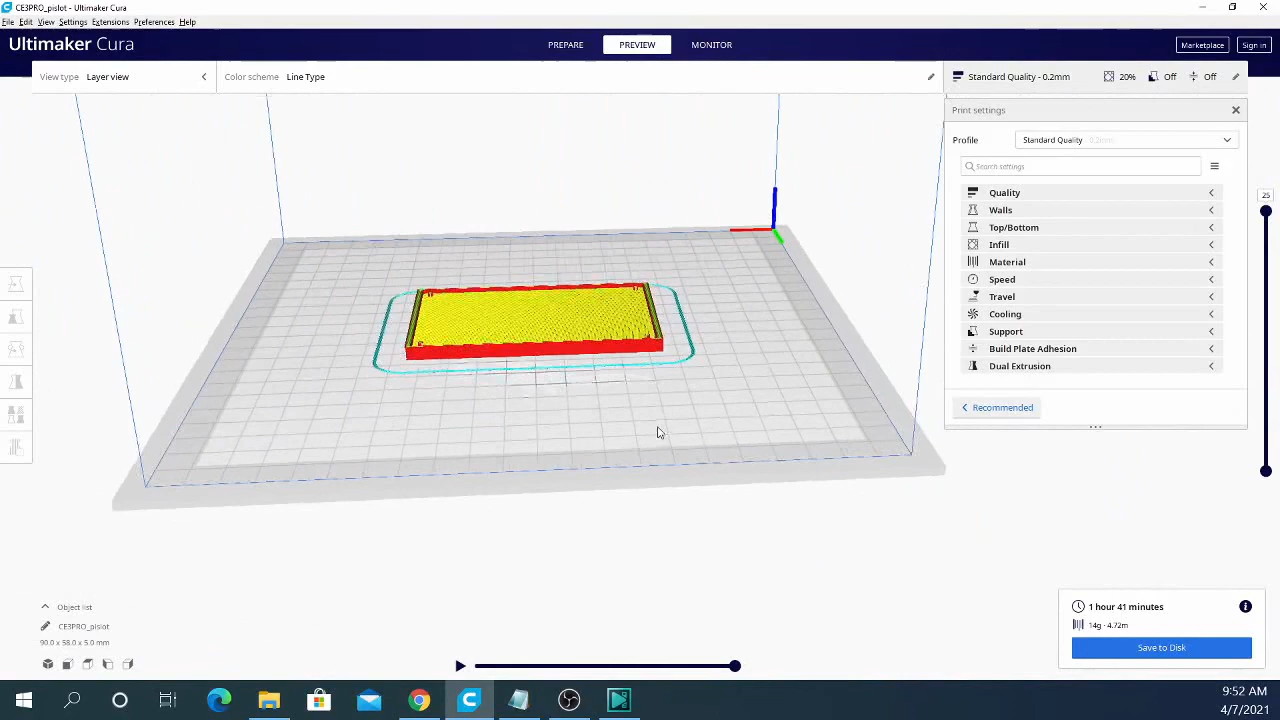 CE3PRO_pislot - Ultimaker Cura
File Edit View Settings Extensions Preferences Help
Ultimaker Cura
PREPARE
PREVIEW
MONITOR
Marketplace
Sign in
View type Layer view
Color scheme Line Type
Standard Quality - 0.2mm
20%
Off
Off
Print settings
Profile
Standard Quality 0.2mm
Search settings
Quality
Walls
Top/Bottom
Infill
Material
Speed
Travel
Cooling
Support
Build Plate Adhesion
Dual Extrusion
Recommended
25
Object list
CE3PRO_pislot
90.0 x 58.0 x 5.0 mm
1 hour 41 minutes
14g · 4.72m
Save to Disk
9:52 AM
4/7/2021